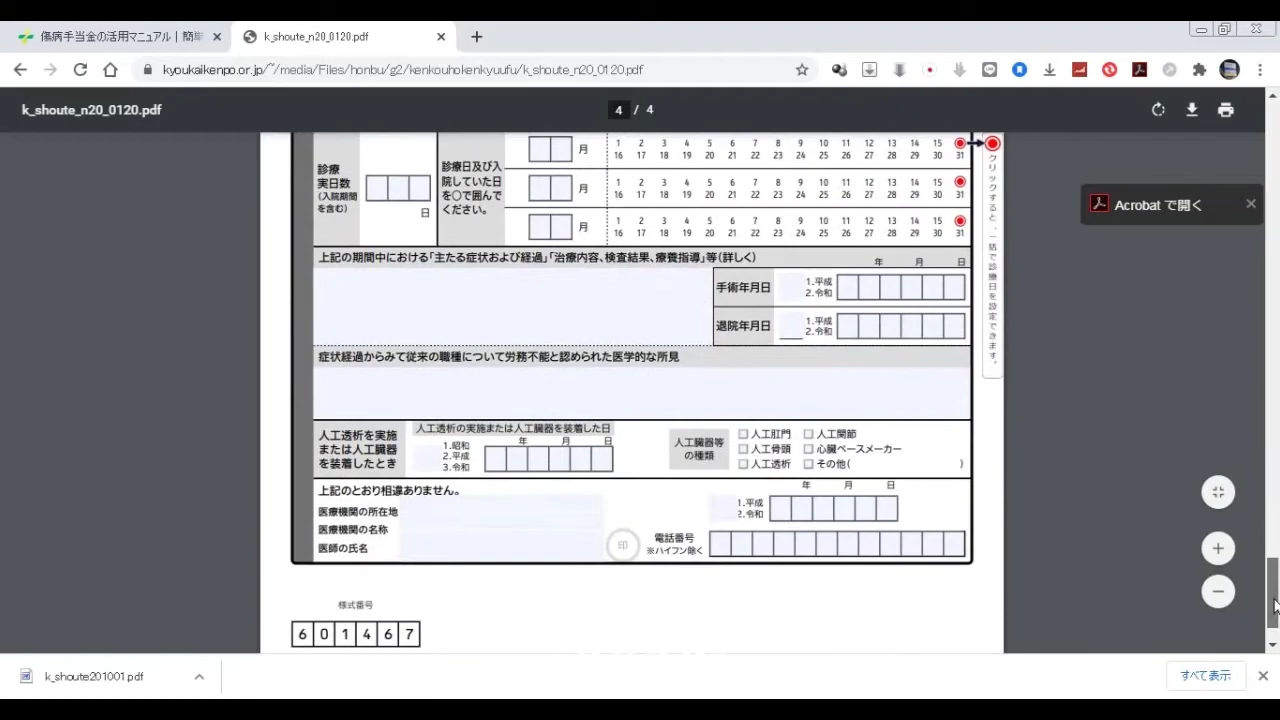 傷病手当金の活用マニュアル｜簡単
k_shoute_n20_0120.pdf
kyoukaikenpo.or.jp/~/media/Files/honbu/g2/kenkouhokenkyuufu/k_shoute_n20_0120.pdf
k_shoute_n20_0120.pdf
4 / 4
Acrobat で開く
診療実日数(入院期間を含む)
日
診療日及び入院していた日を〇で囲んでください。
月
1 2 3 4 5 6 7 8 9 10 11 12 13 14 15
16 17 18 19 20 21 22 23 24 25 26 27 28 29 30 31
月
1 2 3 4 5 6 7 8 9 10 11 12 13 14 15
16 17 18 19 20 21 22 23 24 25 26 27 28 29 30 31
月
1 2 3 4 5 6 7 8 9 10 11 12 13 14 15
16 17 18 19 20 21 22 23 24 25 26 27 28 29 30 31
クリックすると、一括で診療日を設定できます。
上記の期間中における「主たる症状および経過」「治療内容、検査結果、療養指導」等(詳しく)
年 月 日
手術年月日
1.平成
2.令和
退院年月日
1.平成
2.令和
症状経過からみて従来の職種について労務不能と認められた医学的な所見
人工透析を実施
または人工臓器
を装着したとき
人工透析の実施または人工臓器を装着した日
年 月 日
1.昭和
2.平成
3.令和
人工臓器等
の種類
人工肛門 人工関節
人工骨頭 心臓ペースメーカー
人工透析 その他( )
上記のとおり相違ありません。
年 月 日
1.平成
2.令和
医療機関の所在地
医療機関の名称
医師の氏名
印
電話番号
※ハイフン除く
様式番号
6 0 1 4 6 7
k_shoute201001.pdf
すべて表示